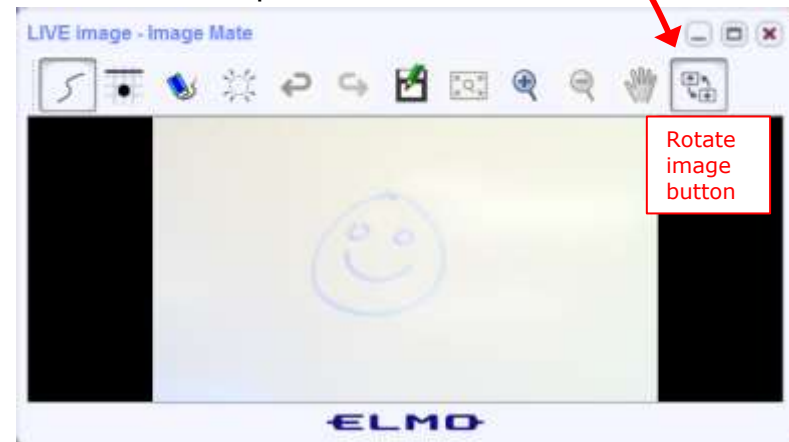 LIVE image - Image Mate
Rotate
image
button
ELMO